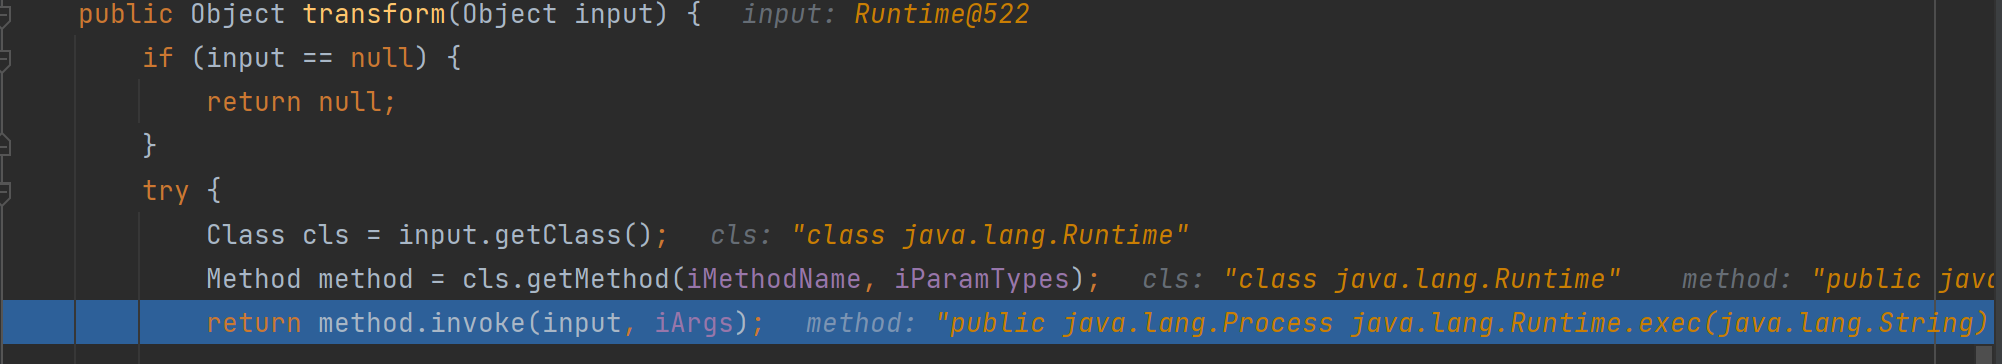 public Object transform(Object input) { input: Runtime@522
if (input == null) {
return null;
}
try {
Class cls = input.getClass(); cls: "class java.lang.Runtime"
Method method = cls.getMethod(iMethodName, iParamTypes); cls: "class java.lang.Runtime" method: "public java
return method.invoke(input, iArgs); method: "public java.lang.Process java.lang.Runtime.exec(java.lang.String)